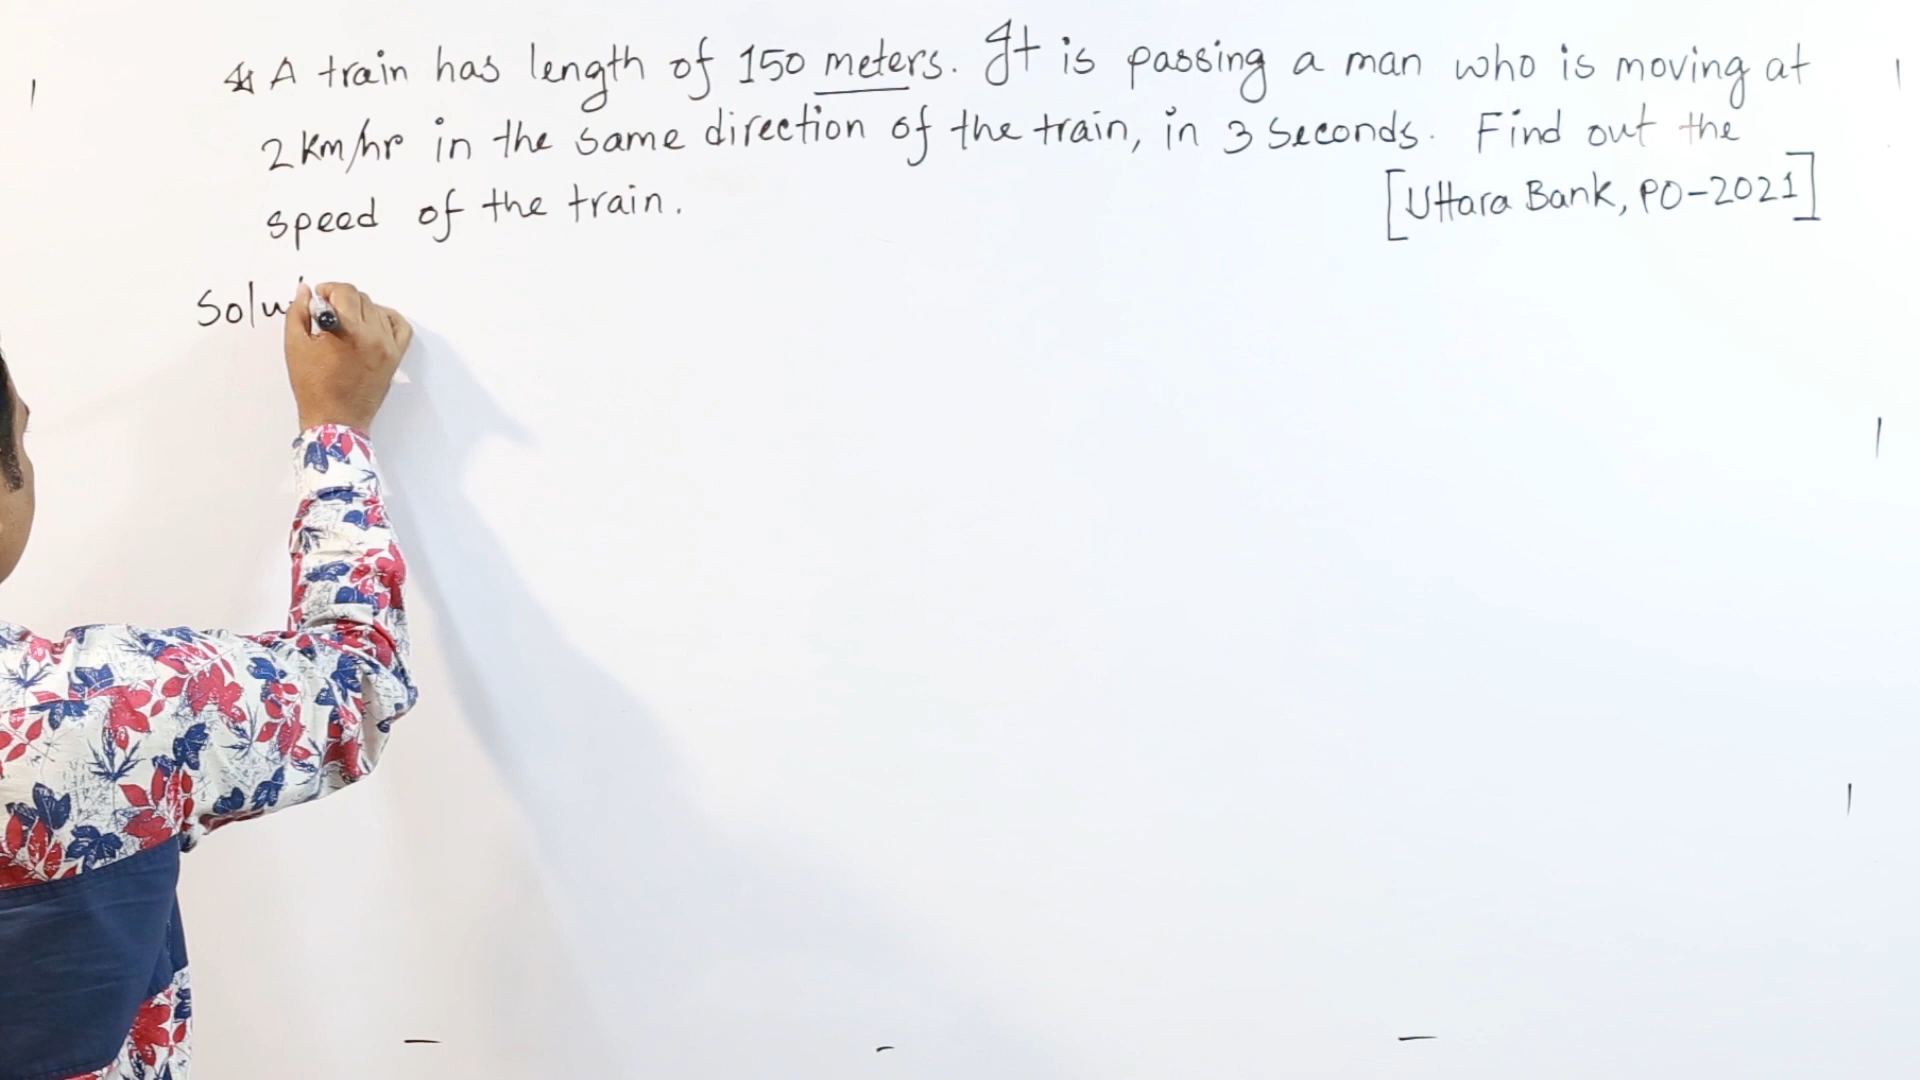 * A train has length of 150 meters. It is passing a man who is moving at
2 km/hr in the same direction of the train, in 3 seconds. Find out the
speed of the train. [Uttara Bank, PO-2021]
Solu